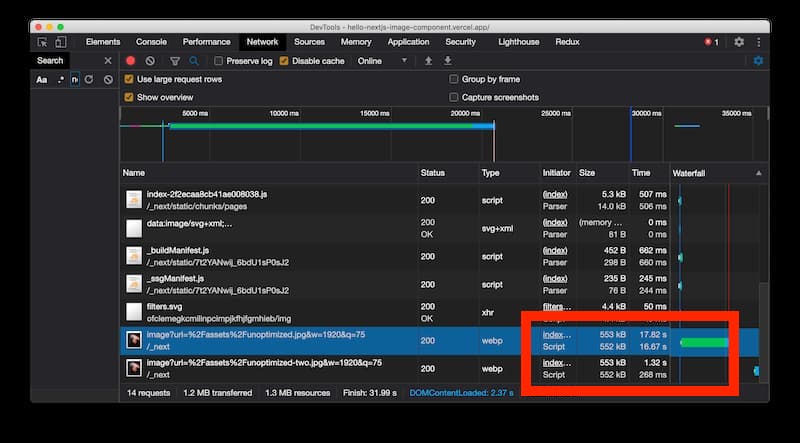 DevTools - hello-nextjs-image-component.vercel.app/
Elements Console Performance Network Sources Memory Application Security Lighthouse Redux 1
Search
Preserve log Disable cache Online
Aa .*
Use large request rows Group by frame
Show overview Capture screenshots
5000 ms 10000 ms 15000 ms 20000 ms 25000 ms 30000 ms 35000 ms
Name Status Type Initiator Size Time Waterfall
index-2f2ecaa8cb41ae008038.js 200 script (index) 5.3 kB 507 ms
/_next/static/chunks/pages Parser 14.0 kB 506 ms
data:image/svg+xml;... 200 svg+xml (index) (memory ... 0 ms
OK Parser 61 B 0 ms
_buildManifest.js 200 script (index) 452 B 662 ms
/_next/static/7t2YANwij_6bdU1sP0sJ2 Parser 298 B 660 ms
_ssgManifest.js 200 script (index) 235 B 245 ms
/_next/static/7t2YANwij_6bdU1sP0sJ2 Parser 76 B 244 ms
filters.svg 200 xhr filters... 4.4 kB 50 ms
OK
image?url=%2Fassets%2Funoptimized.jpg&w=1920&q=75 200 webp index... 553 kB 17.82 s
/_next Script 552 kB 16.67 s
image?url=%2Fassets%2Funoptimized-two.jpg&w=1920&q=75 200 webp index... 553 kB 1.32 s
/_next Script 552 kB 268 ms
14 requests 1.2 MB transferred 1.3 MB resources Finish: 31.99 s DOMContentLoaded: 2.37 s